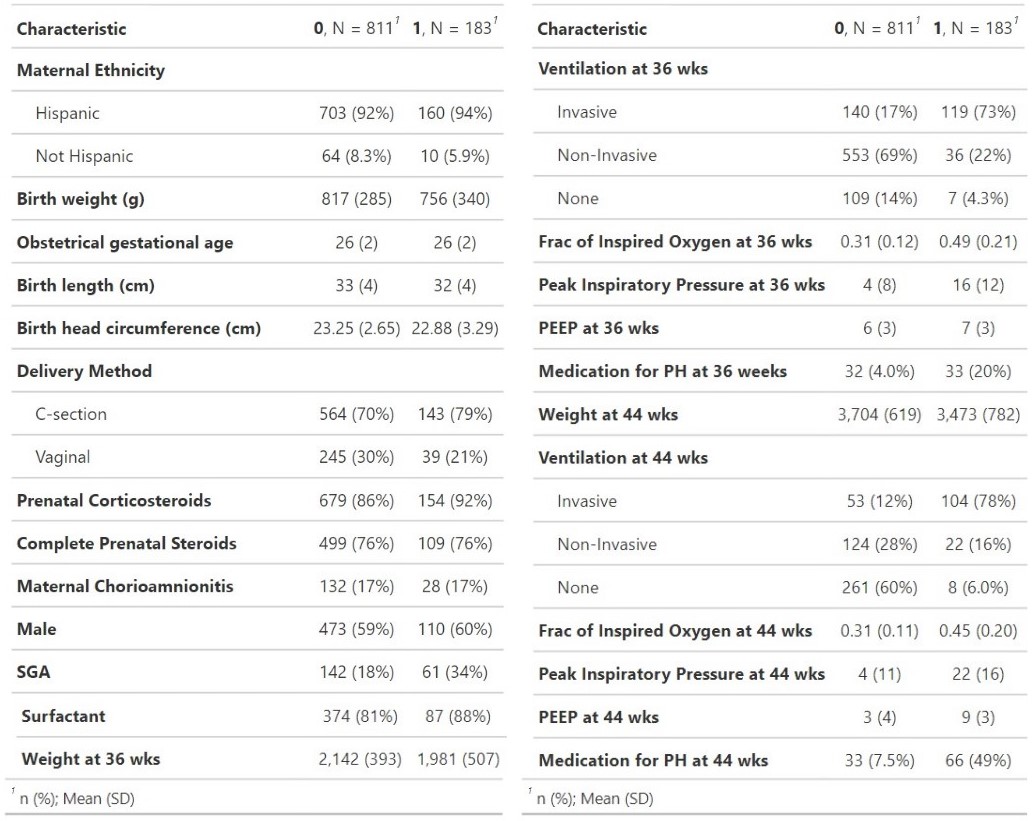 Characteristic 0, N = 811¹ 1, N = 183¹
Maternal Ethnicity
Hispanic 703 (92%) 160 (94%)
Not Hispanic 64 (8.3%) 10 (5.9%)
Birth weight (g) 817 (285) 756 (340)
Obstetrical gestational age 26 (2) 26 (2)
Birth length (cm) 33 (4) 32 (4)
Birth head circumference (cm) 23.25 (2.65) 22.88 (3.29)
Delivery Method
C-section 564 (70%) 143 (79%)
Vaginal 245 (30%) 39 (21%)
Prenatal Corticosteroids 679 (86%) 154 (92%)
Complete Prenatal Steroids 499 (76%) 109 (76%)
Maternal Chorioamnionitis 132 (17%) 28 (17%)
Male 473 (59%) 110 (60%)
SGA 142 (18%) 61 (34%)
Surfactant 374 (81%) 87 (88%)
Weight at 36 wks 2,142 (393) 1,981 (507)
¹ n (%); Mean (SD)
Characteristic 0, N = 811¹ 1, N = 183¹
Ventilation at 36 wks
Invasive 140 (17%) 119 (73%)
Non-Invasive 553 (69%) 36 (22%)
None 109 (14%) 7 (4.3%)
Frac of Inspired Oxygen at 36 wks 0.31 (0.12) 0.49 (0.21)
Peak Inspiratory Pressure at 36 wks 4 (8) 16 (12)
PEEP at 36 wks 6 (3) 7 (3)
Medication for PH at 36 weeks 32 (4.0%) 33 (20%)
Weight at 44 wks 3,704 (619) 3,473 (782)
Ventilation at 44 wks
Invasive 53 (12%) 104 (78%)
Non-Invasive 124 (28%) 22 (16%)
None 261 (60%) 8 (6.0%)
Frac of Inspired Oxygen at 44 wks 0.31 (0.11) 0.45 (0.20)
Peak Inspiratory Pressure at 44 wks 4 (11) 22 (16)
PEEP at 44 wks 3 (4) 9 (3)
Medication for PH at 44 wks 33 (7.5%) 66 (49%)
¹ n (%); Mean (SD)